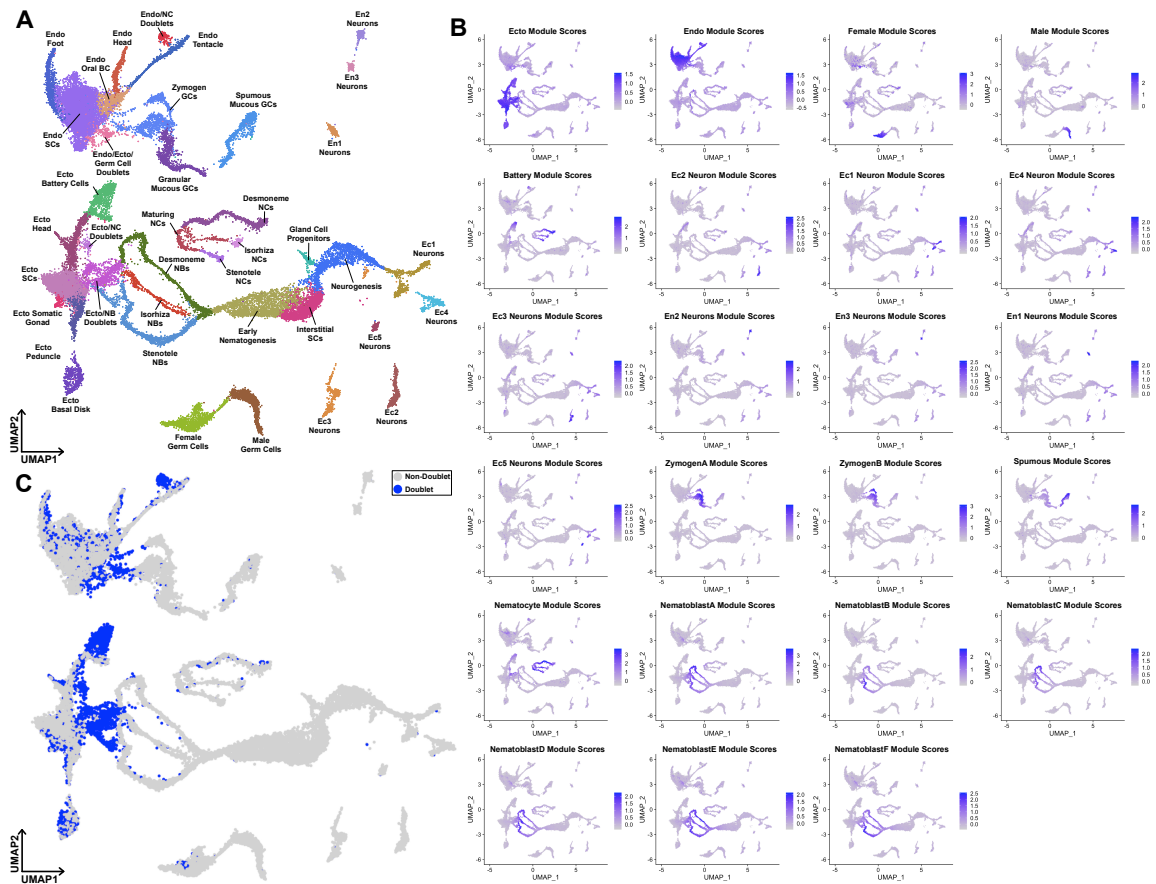 A
Endo
Foot
Endo
Head
Endo/NC
Doublets
Endo
Tentacle
En2
Neurons
Endo
Oral BC
En3
Neurons
Zymogen
GCs
Spumous
Mucous GCs
Endo
SCs
En1
Neurons
Endo/Ecto/
Germ Cell
Doublets
Granular
Mucous GCs
Ecto
Battery Cells
Ecto
Head
Maturing
NCs
Desmoneme
NCs
Ecto/NC
Doublets
Gland Cell
Progenitors
Isorhiza
NCs
Ec1
Neurons
Desmoneme
NBs
Stenotele
NCs
Ecto
SCs
Neurogenesis
Ecto Somatic
Gonad
Ecto/NB
Doublets
Isorhiza
NBs
Ec4
Neurons
Early
Nematogenesis
Interstitial
SCs
Ec5
Neurons
Stenotele
NBs
Ecto
Peduncle
Ecto
Basal Disk
Female
Germ Cells
Male
Germ Cells
Ec3
Neurons
Ec2
Neurons
UMAP2
UMAP1
B
Ecto Module Scores
Endo Module Scores
Female Module Scores
Male Module Scores
Battery Module Scores
Ec2 Neuron Module Scores
Ec1 Neuron Module Scores
Ec4 Neuron Module Scores
Ec3 Neurons Module Scores
En2 Neurons Module Scores
En3 Neurons Module Scores
En1 Neurons Module Scores
Ec5 Neurons Module Scores
ZymogenA Module Scores
ZymogenB Module Scores
Spumous Module Scores
Nematocyte Module Scores
NematoblastA Module Scores
NematoblastB Module Scores
NematoblastC Module Scores
NematoblastD Module Scores
NematoblastE Module Scores
NematoblastF Module Scores
UMAP_2
UMAP_1
C
Non-Doublet
Doublet
UMAP2
UMAP1